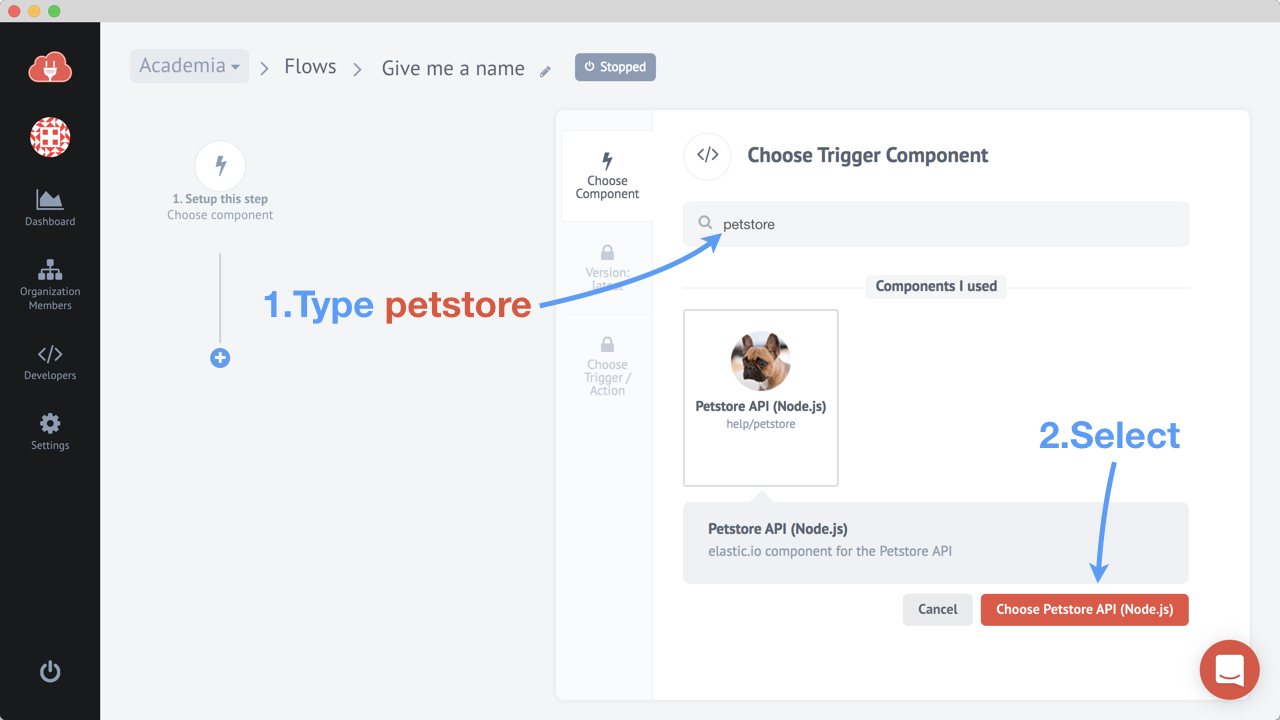 Academia
Flows
Give me a name
Stopped
Dashboard
Organization
Members
Developers
Settings
1. Setup this step
Choose component
Choose
Component
Version:
latest
Choose
Trigger /
Action
</> Choose Trigger Component
petstore
1.Type petstore
Components I used
Petstore API (Node.js)
help/petstore
2.Select
Petstore API (Node.js)
elastic.io component for the Petstore API
Cancel
Choose Petstore API (Node.js)